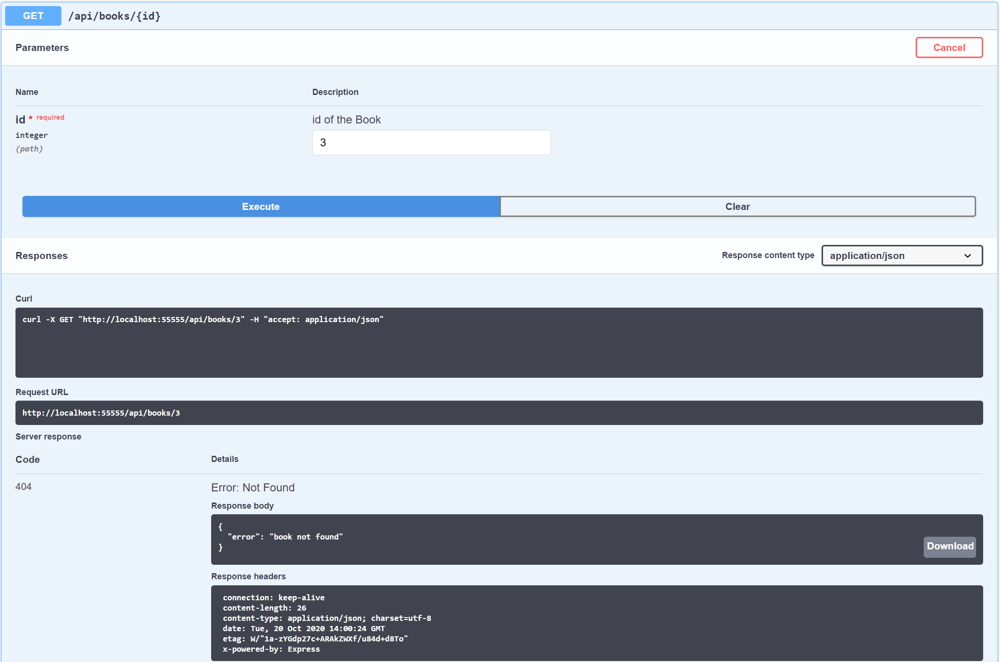 GET /api/books/{id}
Parameters
Cancel
Name Description
id * required
id of the Book
integer
3
(path)
Execute Clear
Responses
Response content type application/json
Curl
curl -X GET "http://localhost:55555/api/books/3" -H "accept: application/json"
Request URL
http://localhost:55555/api/books/3
Server response
Code Details
404
Error: Not Found
Response body
{
"error": "book not found"
}
Download
Response headers
connection: keep-alive
content-length: 26
content-type: application/json; charset=utf-8
date: Tue, 20 Oct 2020 14:00:24 GMT
etag: W/"1a-zYGdp27c+ARAkZWXf/u84d+d8To"
x-powered-by: Express